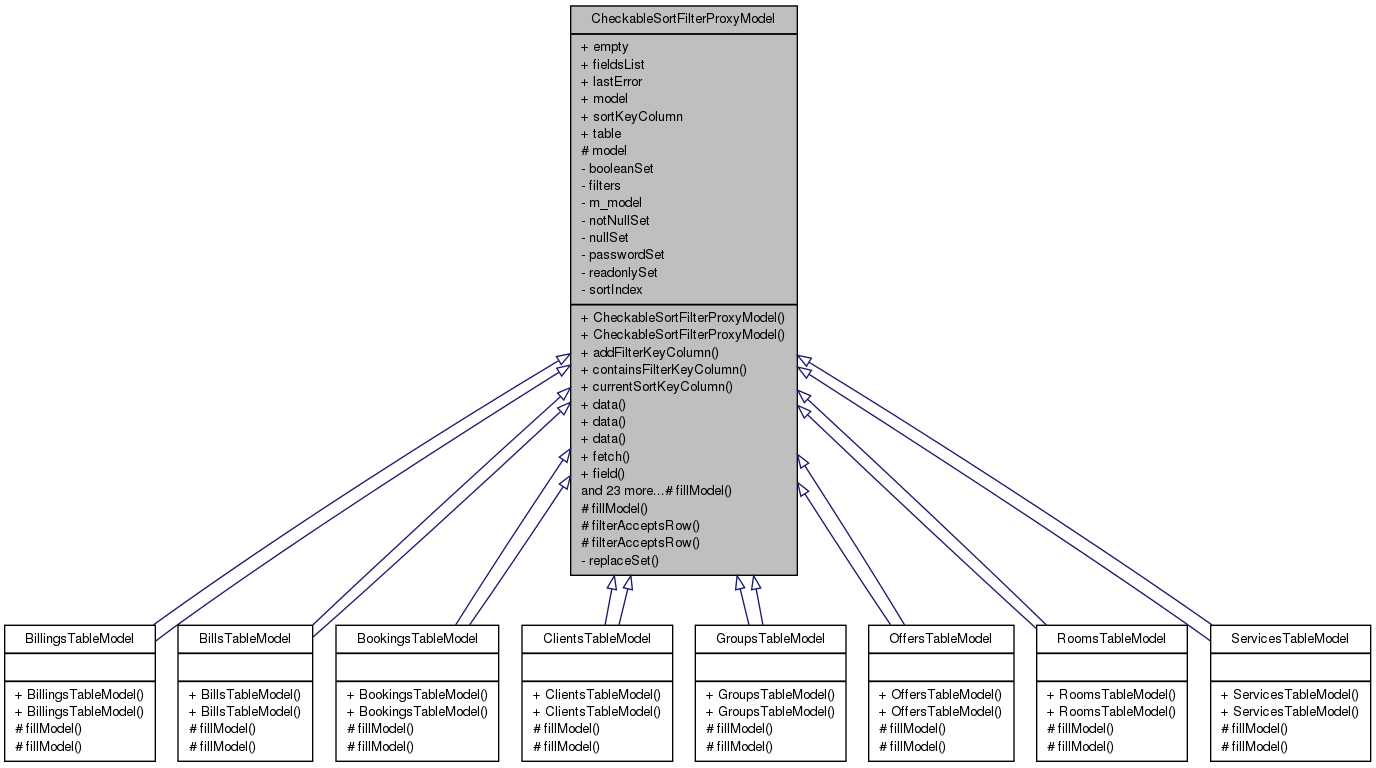 CheckableSortFilterProxyModel
+ empty
+ fieldsList
+ lastError
+ model
+ sortKeyColumn
+ table
# model
- booleanSet
- filters
- m_model
- notNullSet
- nullSet
- passwordSet
- readonlySet
- sortIndex
+ CheckableSortFilterProxyModel()
+ CheckableSortFilterProxyModel()
+ addFilterKeyColumn()
+ containsFilterKeyColumn()
+ currentSortKeyColumn()
+ data()
+ data()
+ data()
+ fetch()
+ field()
and 23 more...# fillModel()
# fillModel()
# filterAcceptsRow()
# filterAcceptsRow()
- replaceSet()
BillingsTableModel
+ BillingsTableModel()
+ BillingsTableModel()
# fillModel()
# fillModel()
BillsTableModel
+ BillsTableModel()
+ BillsTableModel()
# fillModel()
# fillModel()
BookingsTableModel
+ BookingsTableModel()
+ BookingsTableModel()
# fillModel()
# fillModel()
ClientsTableModel
+ ClientsTableModel()
+ ClientsTableModel()
# fillModel()
# fillModel()
GroupsTableModel
+ GroupsTableModel()
+ GroupsTableModel()
# fillModel()
# fillModel()
OffersTableModel
+ OffersTableModel()
+ OffersTableModel()
# fillModel()
# fillModel()
RoomsTableModel
+ RoomsTableModel()
+ RoomsTableModel()
# fillModel()
# fillModel()
ServicesTableModel
+ ServicesTableModel()
+ ServicesTableModel()
# fillModel()
# fillModel()